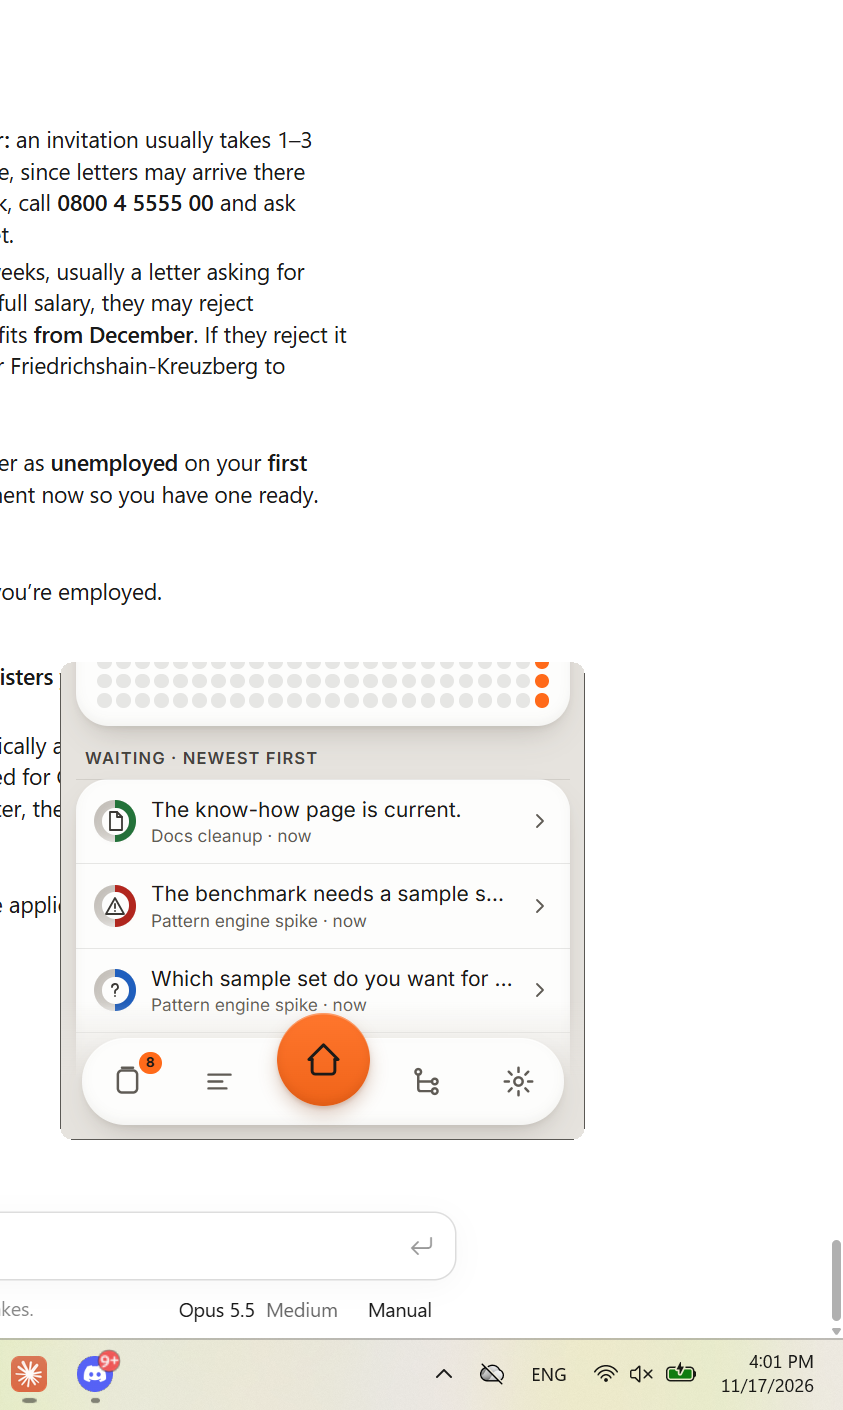 r: an invitation usually takes 1–3
e, since letters may arrive there
k, call 0800 4 5555 00 and ask
t.
eeks, usually a letter asking for
full salary, they may reject
fits from December. If they reject it
r Friedrichshain-Kreuzberg to
er as unemployed on your first
nent now so you have one ready.
you're employed.
isters
ically a
ed for
ter, the
e applic
WAITING · NEWEST FIRST
The know-how page is current.
Docs cleanup · now
The benchmark needs a sample s...
Pattern engine spike · now
Which sample set do you want for ...
Pattern engine spike · now
8
kes.
Opus 5.5 Medium Manual
9+
ENG
4:01 PM
11/17/2026